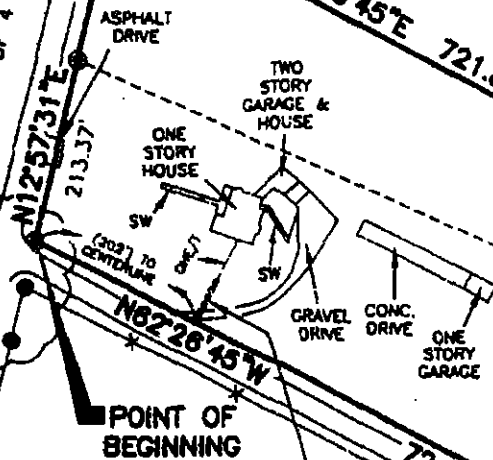 ASPHALT
DRIVE
45"E
721.
TWO
STORY
GARAGE &
HOUSE
ONE
STORY
HOUSE
N12°57'31"E
213.37'
SW
TO
CENTERLINE
OHE/T
SW
GRAVEL
DRIVE
CONC.
DRIVE
ONE
STORY
GARAGE
N62°26'45"W
POINT OF
BEGINNING